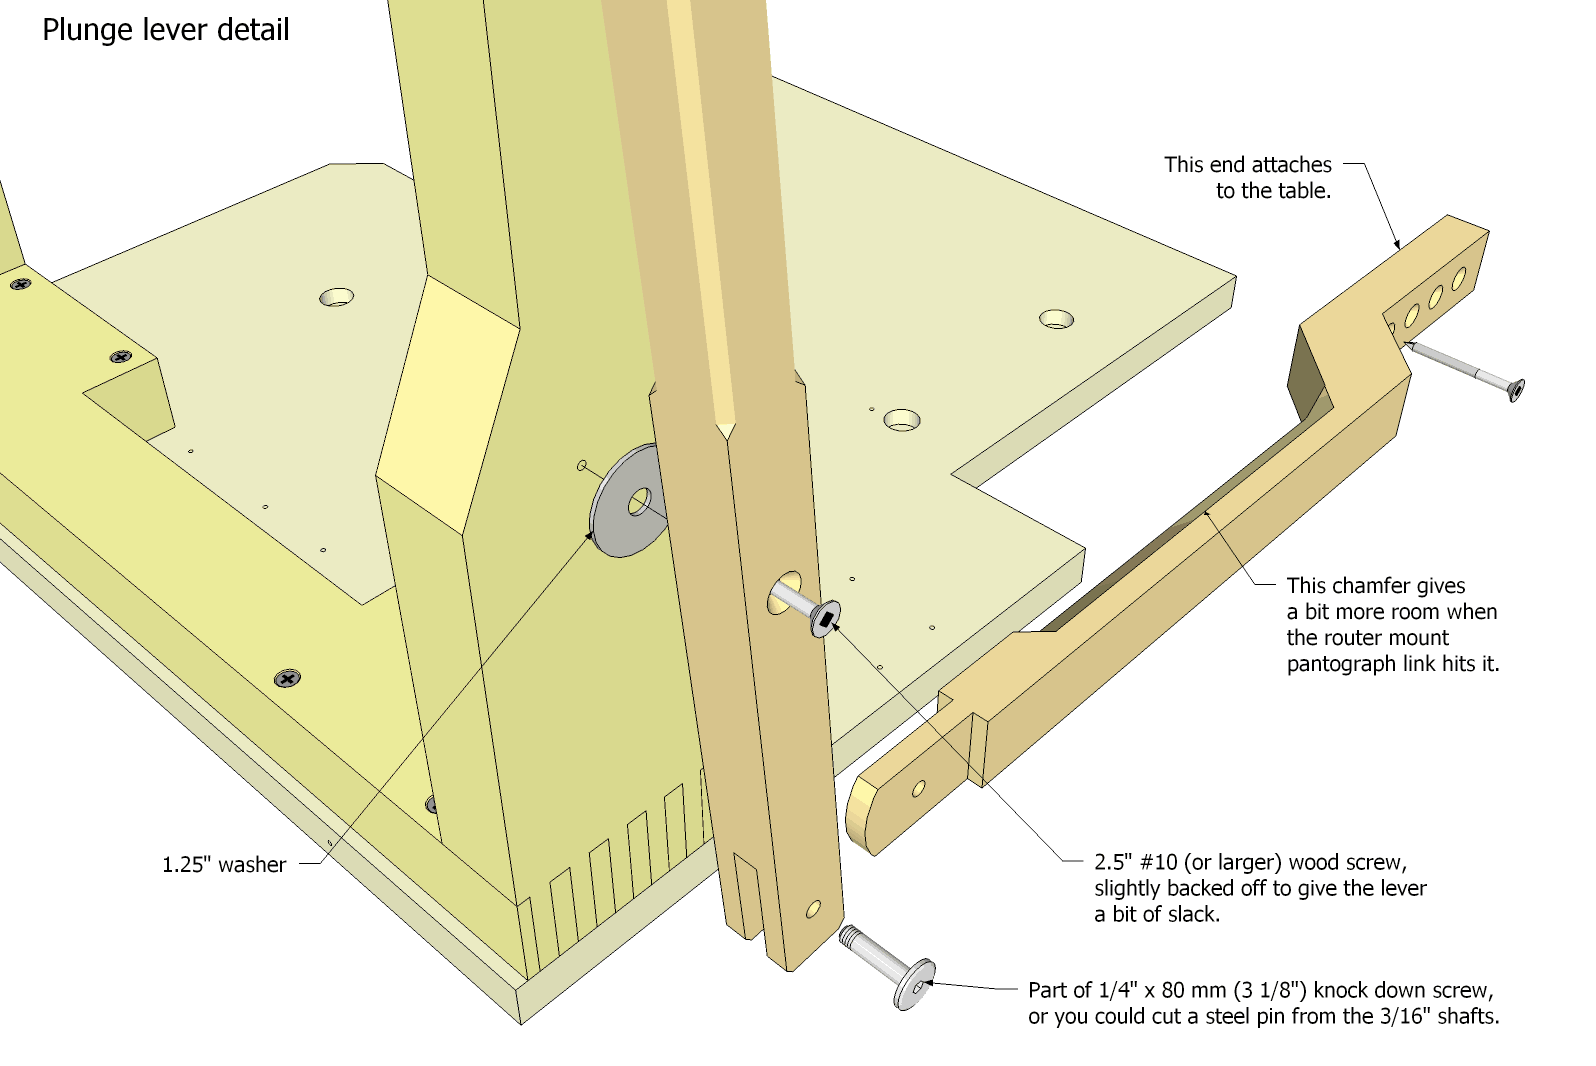 Plunge lever detail
This end attaches
to the table.
This chamfer gives
a bit more room when
the router mount
pantograph link hits it.
1.25" washer
2.5" #10 (or larger) wood screw,
slightly backed off to give the lever
a bit of slack.
Part of 1/4" x 80 mm (3 1/8") knock down screw,
or you could cut a steel pin from the 3/16" shafts.